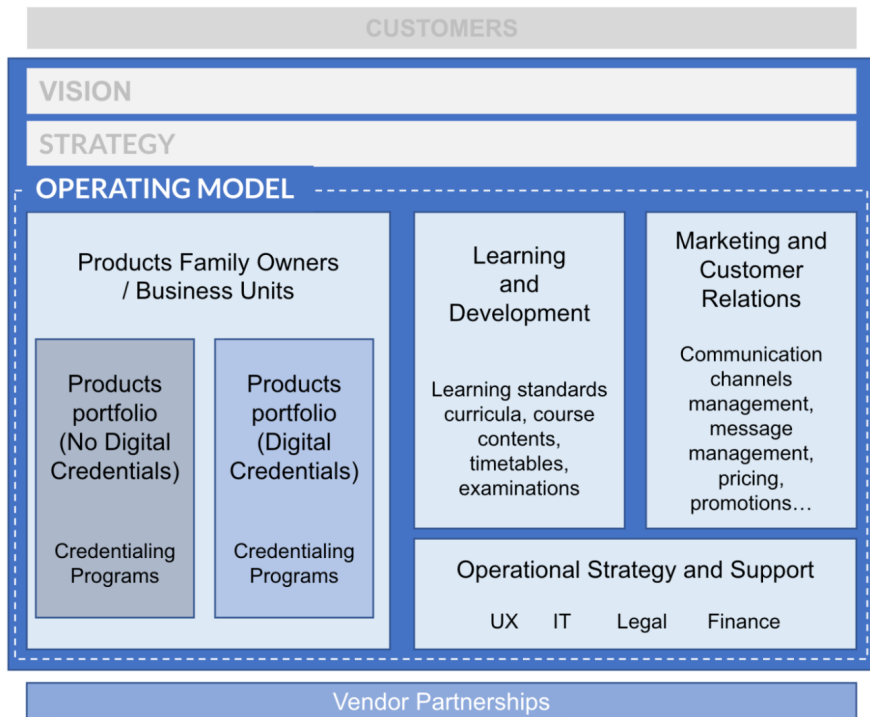 CUSTOMERS
VISION
STRATEGY
OPERATING MODEL
Products Family Owners
/ Business Units
Products
portfolio
(No Digital
Credentials)
Credentialing
Programs
Products
portfolio
(Digital
Credentials)
Credentialing
Programs
Learning
and
Development
Learning standards
curricula, course
contents,
timetables,
examinations
Marketing and
Customer
Relations
Communication
channels
management,
message
management,
pricing,
promotions…
Operational Strategy and Support
UX IT Legal Finance
Vendor Partnerships